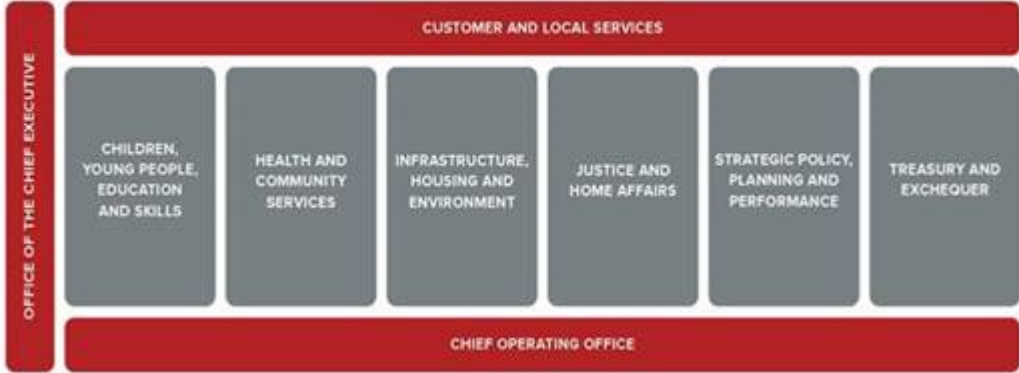 OFFICE OF THE CHIEF EXECUTIVE
CUSTOMER AND LOCAL SERVICES
CHILDREN,
YOUNG PEOPLE,
EDUCATION
AND SKILLS
HEALTH AND
COMMUNITY
SERVICES
INFRASTRUCTURE,
HOUSING AND
ENVIRONMENT
JUSTICE AND
HOME AFFAIRS
STRATEGIC POLICY,
PLANNING AND
PERFORMANCE
TREASURY AND
EXCHEQUER
CHIEF OPERATING OFFICE